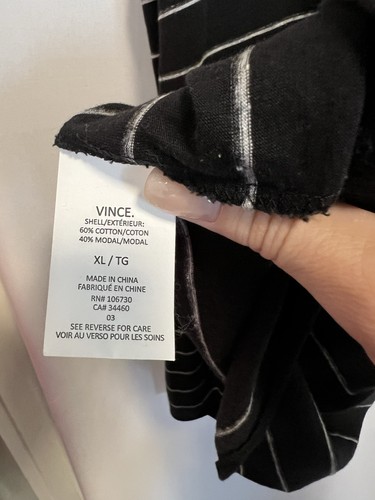 VINCE.
SHELL/EXTÉRIEUR:
60% COTTON/COTON
40% MODAL/MODAL
XL / TG
MADE IN CHINA
FABRIQUÉ EN CHINE
RN# 106730
CA# 34460
03
SEE REVERSE FOR CARE
VOIR AU VERSO POUR LES SOINS